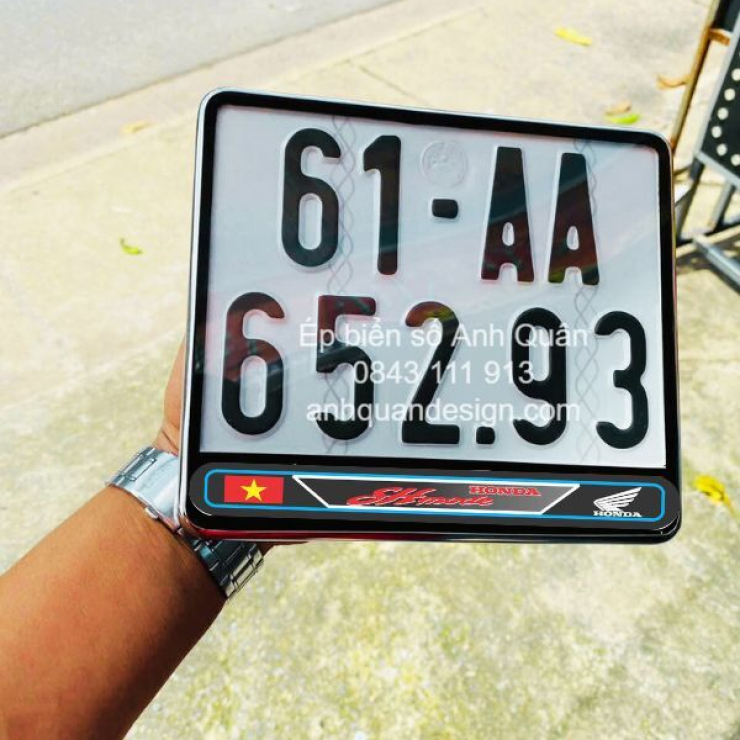 61-AA
652.93
Ép biển số Anh Quân
0843 111 913
anhquandesign.com
SHmode HONDA
HONDA